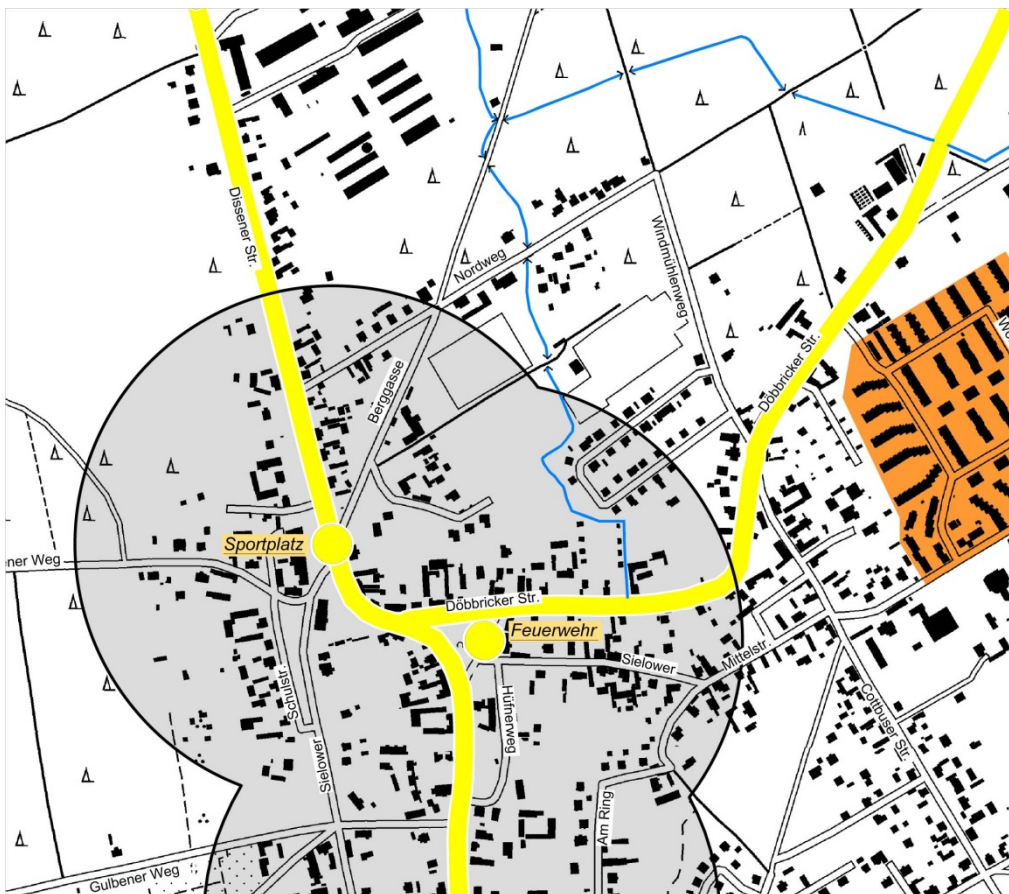 Dissener Str.
Nordweg
Windmühlenweg
Berggasse
Döbbricker Str.
Sportplatz
ener Weg
Döbbricker Str.
Feuerwehr
Sielower
Mittelstr.
Schulstr.
Hüfnerweg
Sielower
Cottbuser Str.
Am Ring
Gulbener Weg